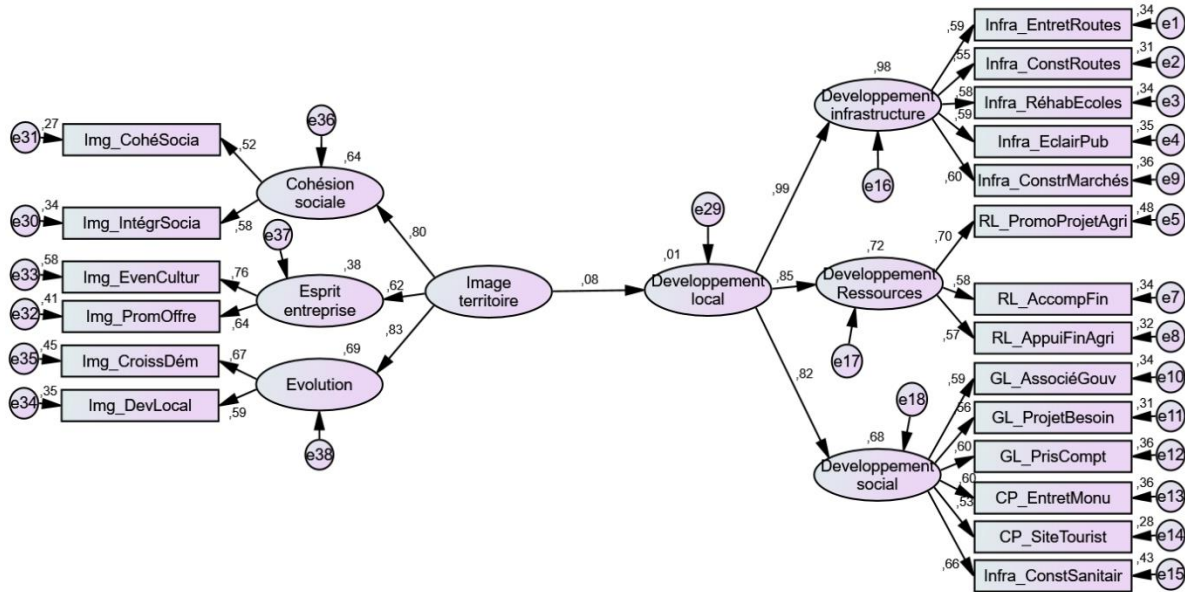 e31
,27
Img_CohéSocia
,52
e36
,64
Cohésion
sociale
e30
,34
Img_IntégrSocia
,58
e37
,80
e33
,58
Img_EvenCultur
,76
,38
Esprit
entreprise
,62
e32
,41
Img_PromOffre
,64
,83
e35
,45
Img_CroissDém
,67
,69
Evolution
e34
,35
Img_DevLocal
,59
e38
Image
territoire
,08
e29
,01
Developpement
local
,99
,85
,82
,98
Developpement
infrastructure
e16
,59
Infra_EntretRoutes
,34
e1
,55
Infra_ConstRoutes
,31
e2
,58
Infra_RéhabEcoles
,34
e3
,59
Infra_EclairPub
,35
e4
,60
Infra_ConstrMarchés
,36
e9
,72
Developpement
Ressources
e17
,70
RL_PromoProjetAgri
,48
e5
,58
RL_AccompFin
,34
e7
,57
RL_AppuiFinAgri
,32
e8
e18
,68
Developpement
social
,59
GL_AssociéGouv
,34
e10
,56
GL_ProjetBesoin
,31
e11
,60
GL_PrisCompt
,36
e12
,60
CP_EntretMonu
,36
e13
,53
CP_SiteTourist
,28
e14
,66
Infra_ConstSanitair
,43
e15